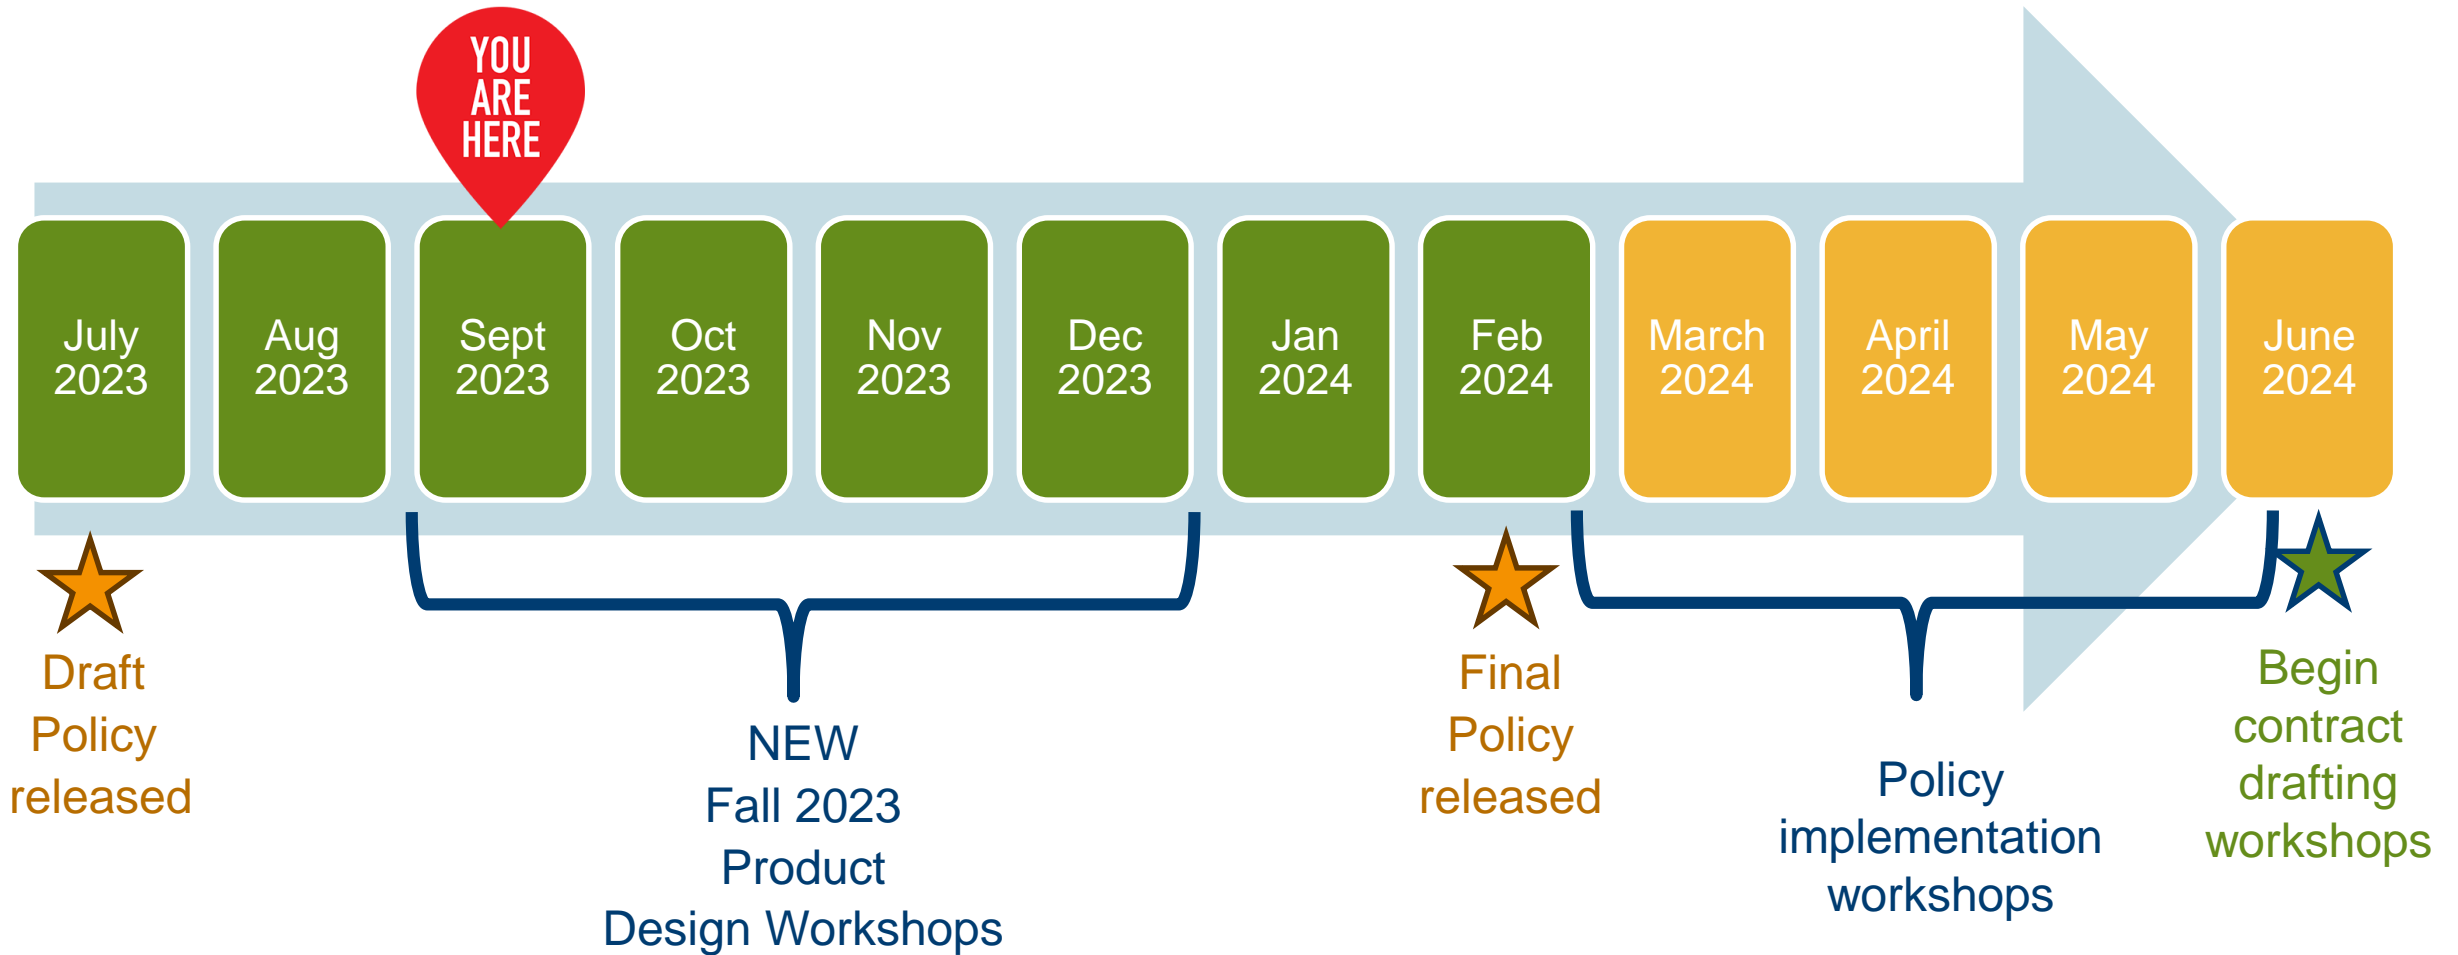 YOU
ARE
HERE
July
2023
Aug
2023
Sept
2023
Oct
2023
Nov
2023
Dec
2023
Jan
2024
Feb
2024
March
2024
April
2024
May
2024
June
2024
Draft
Policy
released
NEW
Fall 2023
Product
Design Workshops
Final
Policy
released
Policy
implementation
workshops
Begin
contract
drafting
workshops